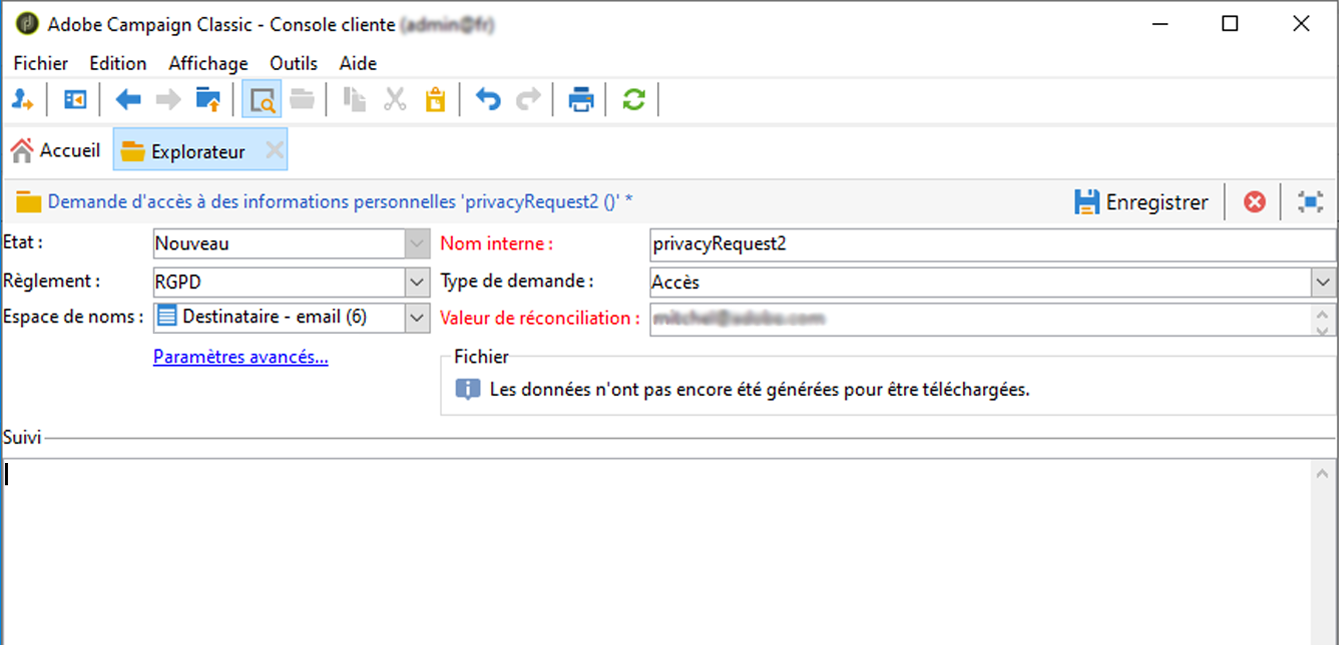 Adobe Campaign Classic - Console cliente
Fichier Edition Affichage Outils Aide
Accueil Explorateur
Demande d'accès à des informations personnelles 'privacyRequest2 ()' * Enregistrer
Etat : Nouveau Nom interne : privacyRequest2
Règlement : RGPD Type de demande : Accès
Espace de noms : Destinataire - email (6) Valeur de réconciliation :
Paramètres avancés... Fichier
Les données n'ont pas encore été générées pour être téléchargées.
Suivi